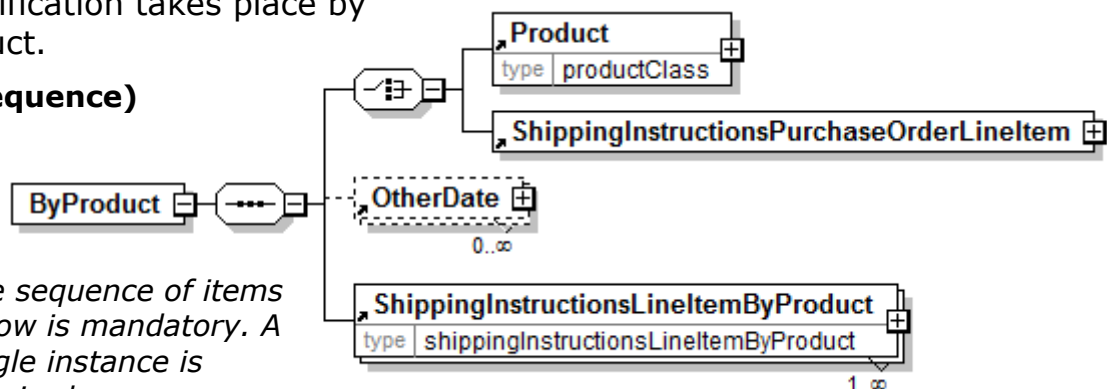 ification takes place by
uct.
equence)
Product
type productClass
ShippingInstructionsPurchaseOrderLineItem
ByProduct
OtherDate
0..∞
e sequence of items
ow is mandatory. A
gle instance is
ShippingInstructionsLineItemByProduct
type shippingInstructionsLineItemByProduct
1..∞